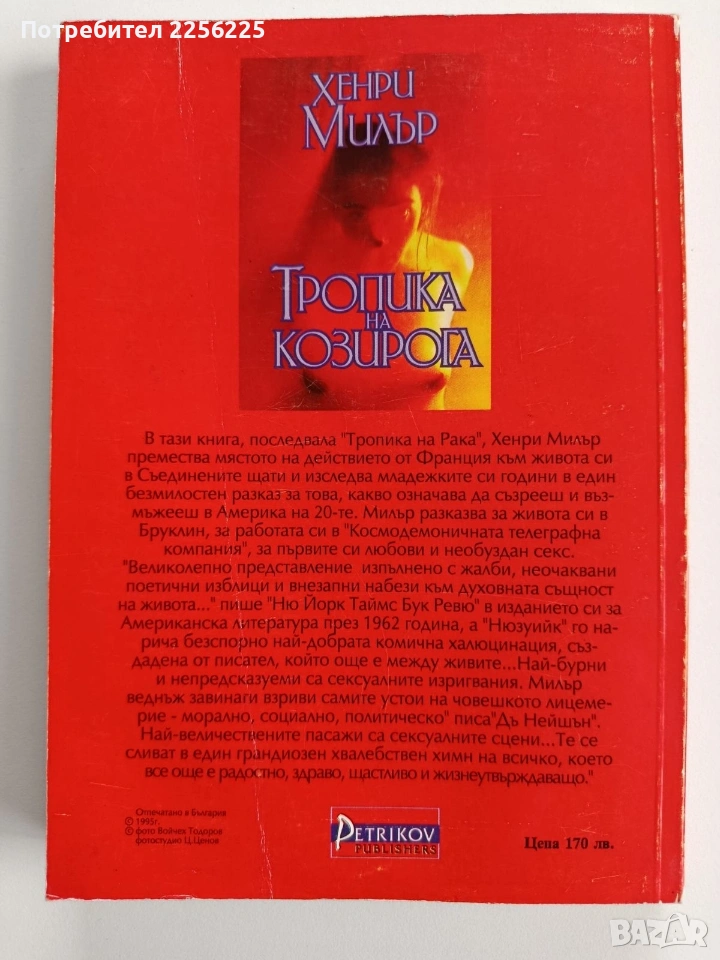 Потребител 2256225
ХЕНРИ
МИЛЪР
ТРОПИКА
НА
КОЗИРОГА
В тази книга, последвала "Тропика на Рака", Хенри Милър
премества мястото на действието от Франция към живота си
в Съединените щати и изследва младежките си години в един
безмилостен разказ за това, какво означава да съзрееш и въз-
мъжееш в Америка на 20-те. Милър разказва за живота си в
Бруклин, за работата си в "Космодемоничната телеграфна
компания", за първите си любови и необуздан секс.
"Великолепно представление изпълнено с жалби, неочаквани
поетични изблици и внезапни набези към духовната същност
на живота..." пише "Ню Йорк Таймс Бук Ревю" в изданието си за
Американска литература през 1962 година, а "Нюзуийк" го на-
рича безспорно най-добрата комична халюцинация, съз-
дадена от писател, който още е между живите...Най-бурни
и непредсказуеми са сексуалните изригвания. Милър
веднъж завинаги взриви самите устои на човешкото лицеме-
рие - морално, социално, политическо" писа"Дъ Нейшън".
Най-величествените пасажи са сексуалните сцени...Те се
сливат в един грандиозен хвалебствен химн на всичко, което
все още е радостно, здраво, щастливо и жизнеутвърждаващо."
Отпечатано в България
© 1995г.
© фото Вой-чех Тодоров
фотостудио Ц.Ценов
PETRIKOV
PUBLISHERS
Цена 170 лв.
BAZAR